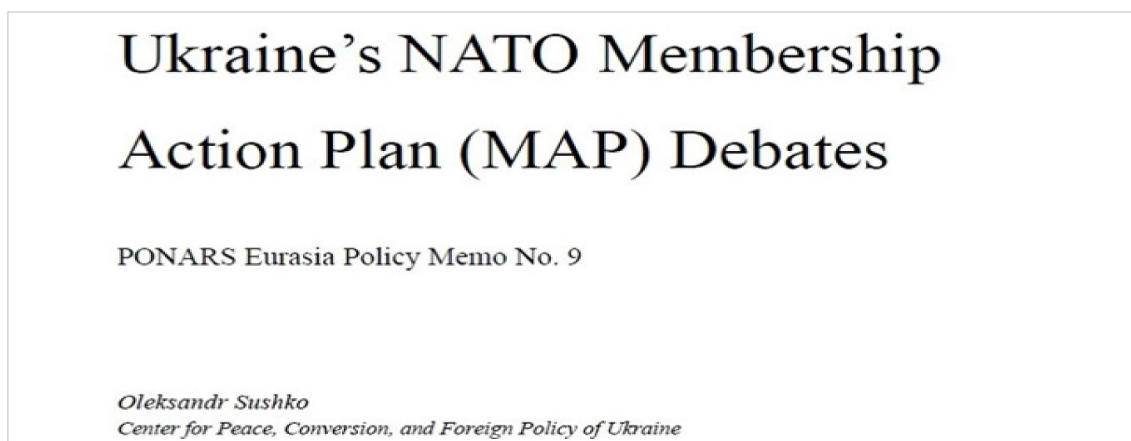 Ukraine’s NATO Membership
Action Plan (MAP) Debates
PONARS Eurasia Policy Memo No. 9
Oleksandr Sushko
Center for Peace, Conversion, and Foreign Policy of Ukraine